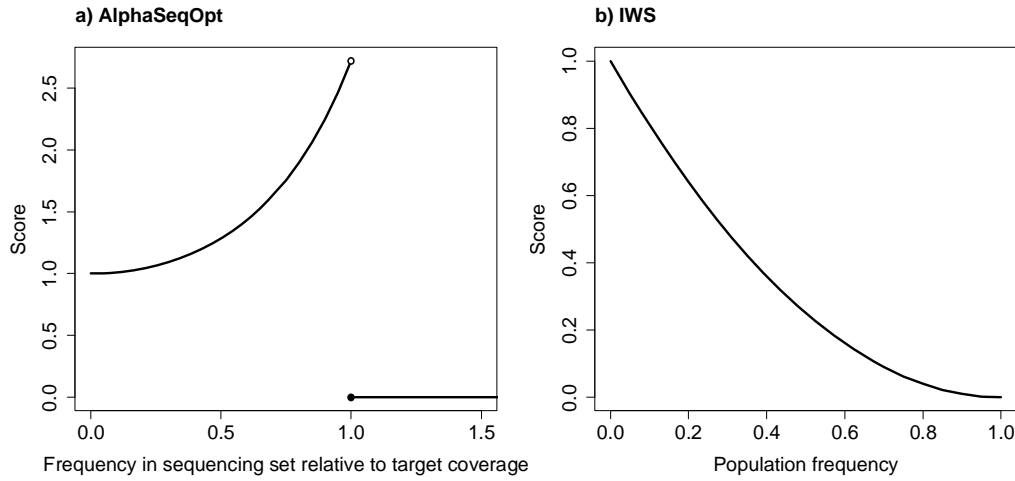 a) AlphaSeqOpt
Score
0.0 0.5 1.0 1.5 2.0 2.5
0.0 0.5 1.0 1.5
Frequency in sequencing set relative to target coverage
b) IWS
Score
0.0 0.2 0.4 0.6 0.8 1.0
0.0 0.2 0.4 0.6 0.8 1.0
Population frequency